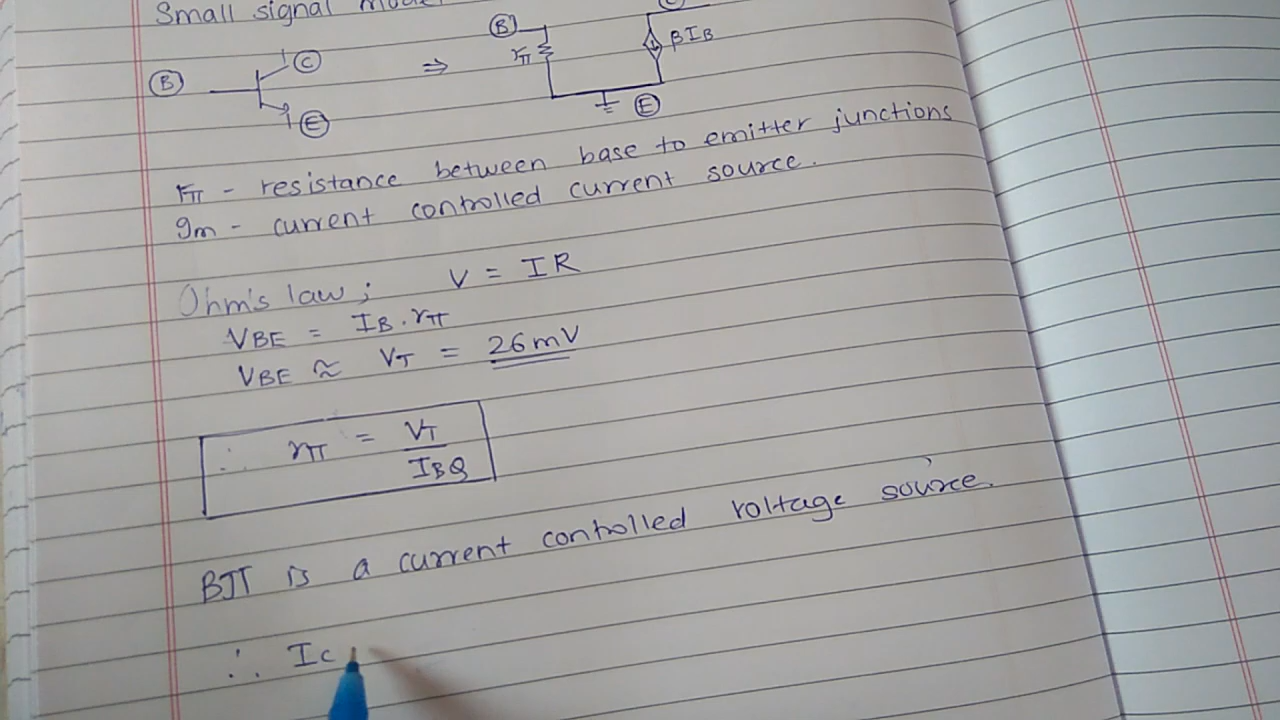 Small signal
B C E ⇒ B rπ C βIB E
rπ - resistance between base to emitter junctions
gm - current controlled current source.
Ohm's law; V = IR
VBE = IB.rπ
VBE ≈ VT = 26mV
∴ rπ = VT / IBQ
BJT is a current controlled voltage source.
∴ Ic